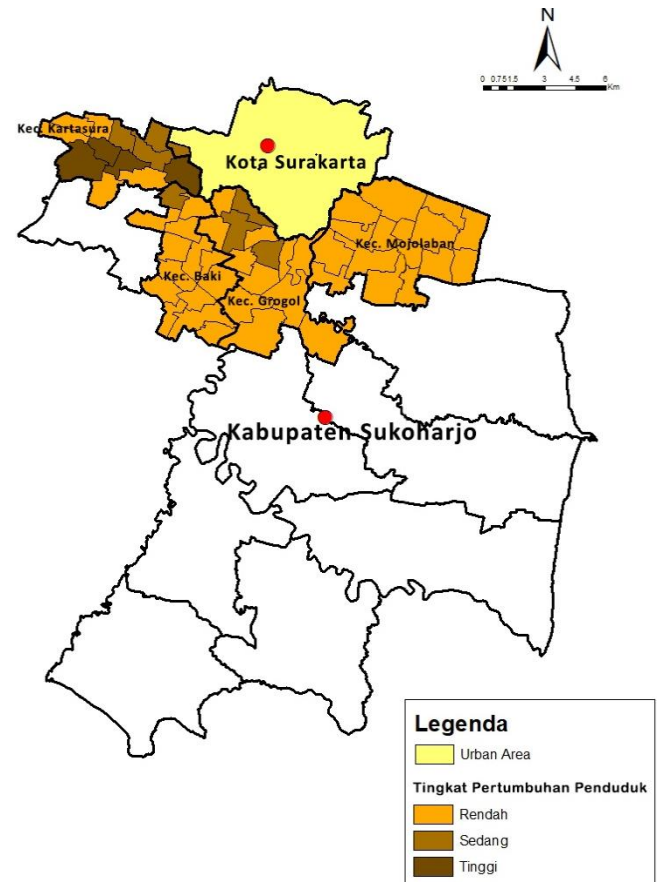 N
0 0.751.5 3 4.5 6
Km
Kec. Kartasura
Kota Surakarta
Kec. Mojolaban
Kec. Baki
Kec. Grogol
Kabupaten Sukoharjo
Legenda
Urban Area
Tingkat Pertumbuhan Penduduk
Rendah
Sedang
Tinggi